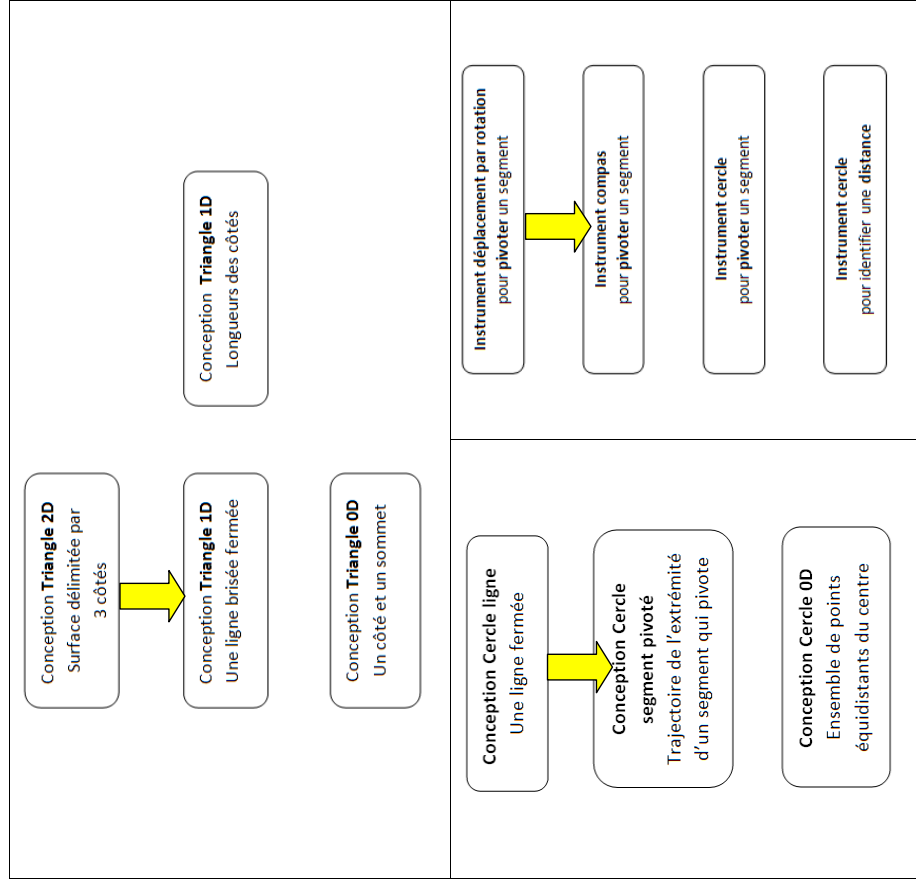 Conception Triangle 2D
Surface délimitée par
3 côtés
Conception Triangle 1D
Une ligne brisée fermée
Conception Triangle 0D
Un côté et un sommet
Conception Triangle 1D
Longueurs des côtés
Conception Cercle ligne
Une ligne fermée
Conception Cercle
segment pivoté
Trajectoire de l'extrémité
d'un segment qui pivote
Conception Cercle 0D
Ensemble de points
équidistants du centre
Instrument déplacement par rotation
pour pivoter un segment
Instrument compas
pour pivoter un segment
Instrument cercle
pour pivoter un segment
Instrument cercle
pour identifier une distance